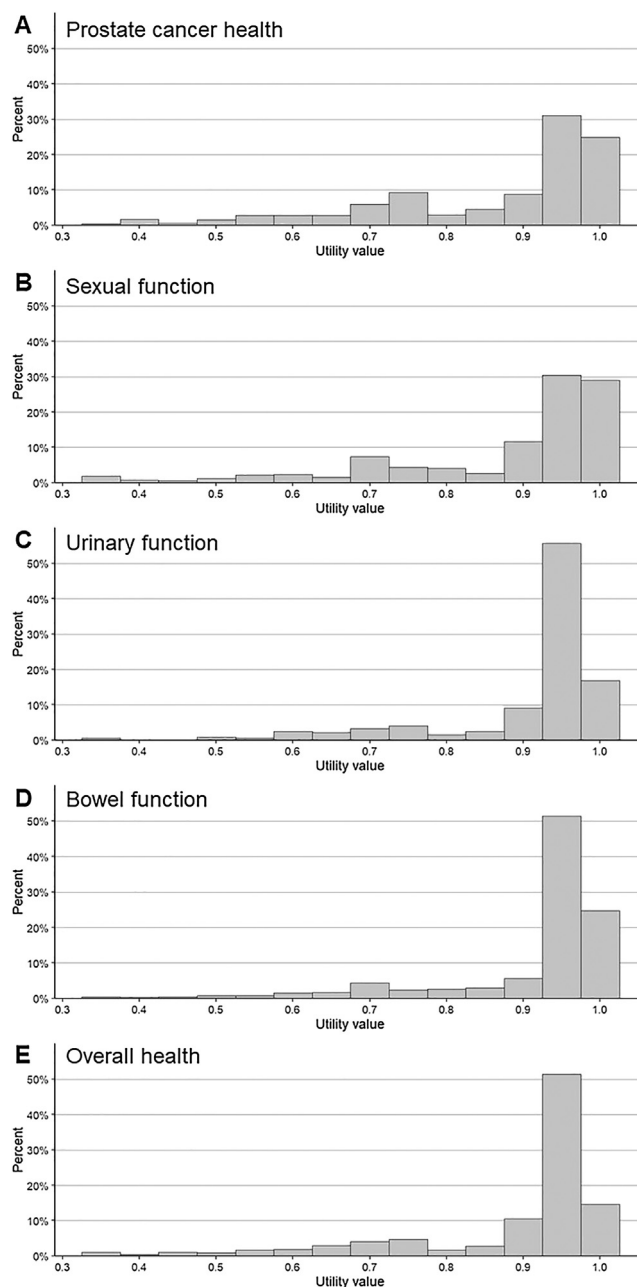 A Prostate cancer health
50%
40%
30%
20%
10%
0%
Percent
0.3 0.4 0.5 0.6 0.7 0.8 0.9 1.0
Utility value
B Sexual function
50%
40%
30%
20%
10%
0%
Percent
0.3 0.4 0.5 0.6 0.7 0.8 0.9 1.0
Utility value
C Urinary function
50%
40%
30%
20%
10%
0%
Percent
0.3 0.4 0.5 0.6 0.7 0.8 0.9 1.0
Utility value
D Bowel function
50%
40%
30%
20%
10%
0%
Percent
0.3 0.4 0.5 0.6 0.7 0.8 0.9 1.0
Utility value
E Overall health
50%
40%
30%
20%
10%
0%
Percent
0.3 0.4 0.5 0.6 0.7 0.8 0.9 1.0
Utility value